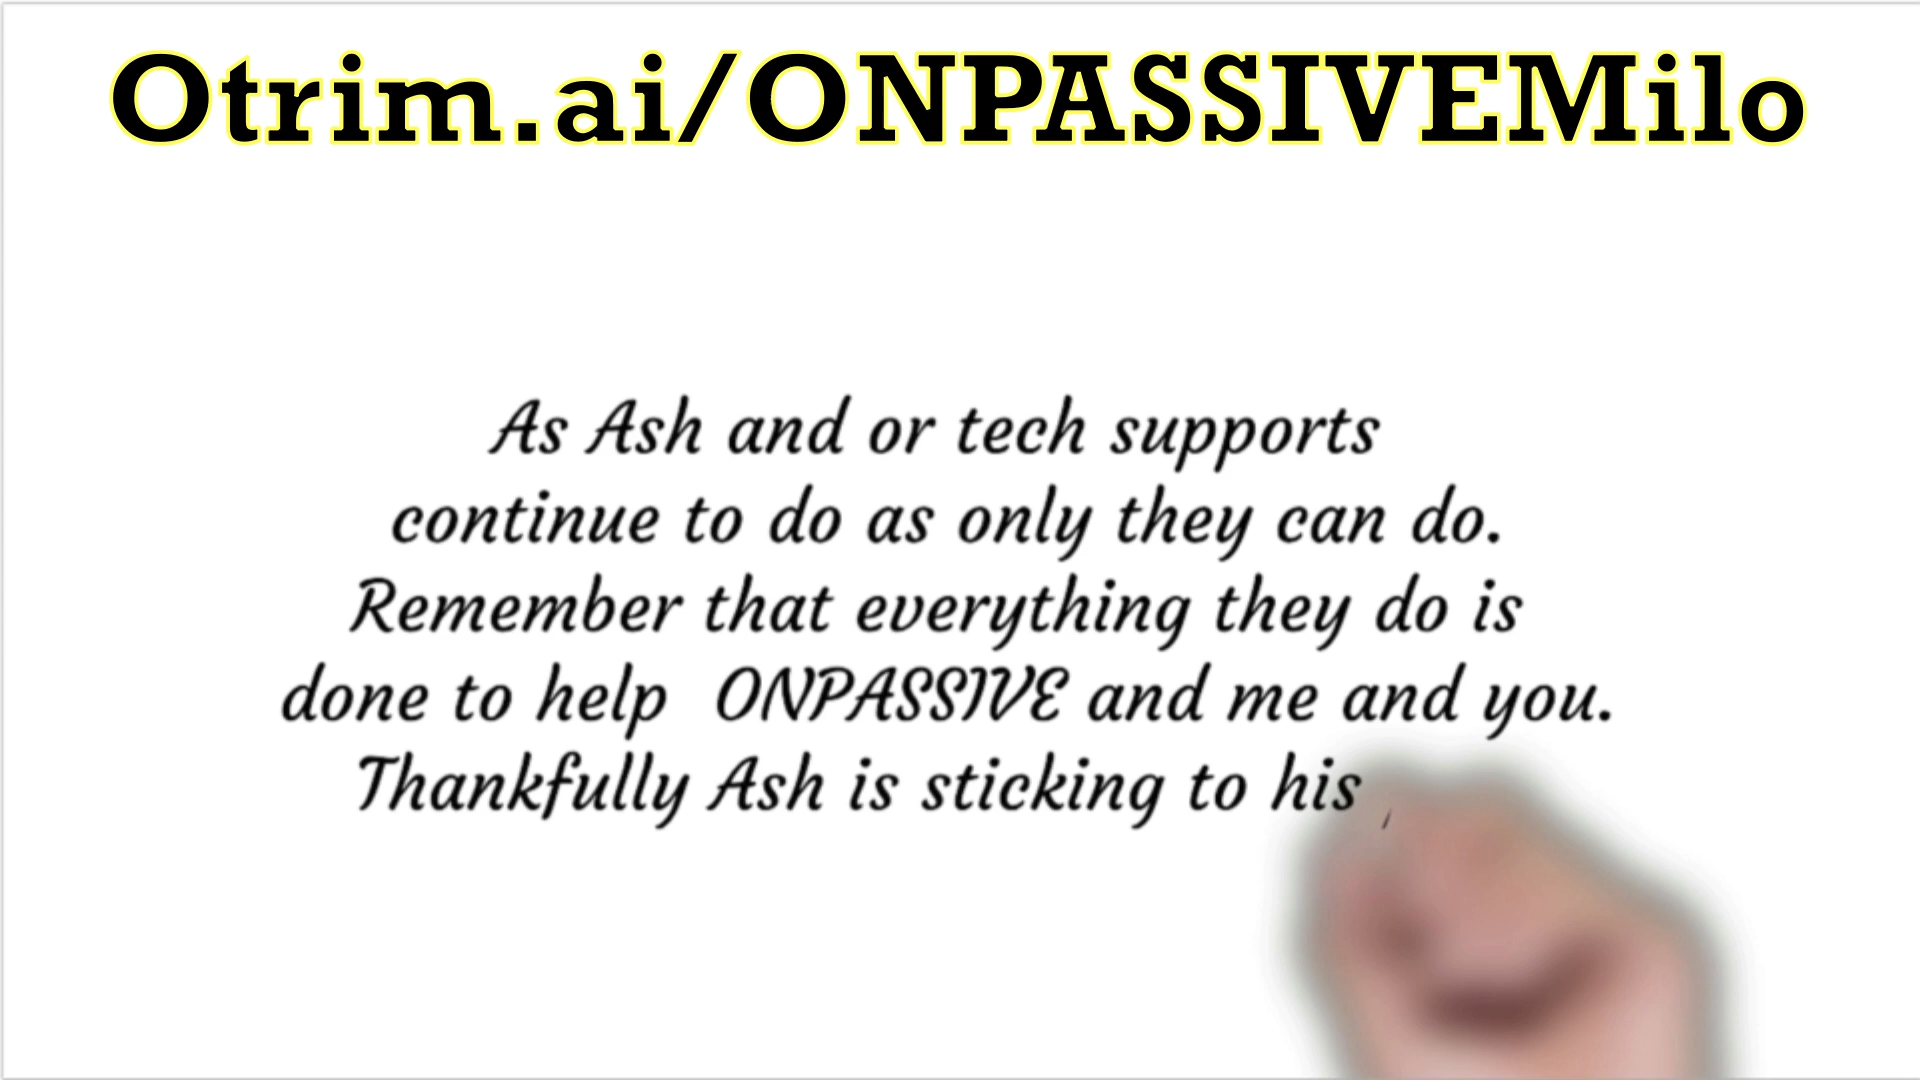 Otrim.ai/ONPASSIVEMilo
As Ash and or tech supports
continue to do as only they can do.
Remember that everything they do is
done to help ONPASSIVE and me and you.
Thankfully Ash is sticking to his